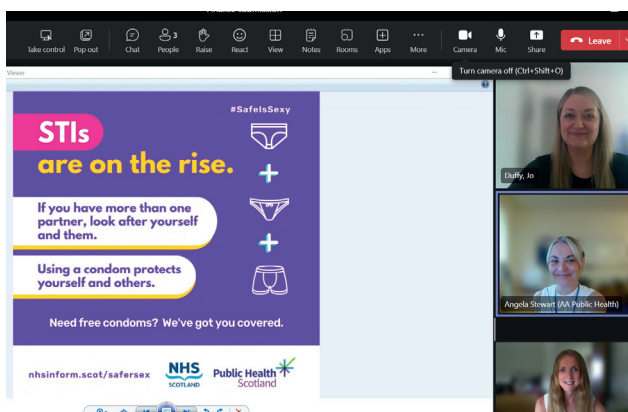 Take control
Pop out
Chat
People
3
Raise
React
View
Notes
Rooms
Apps
More
Camera
Mic
Share
Leave
Viewer
Turn camera off (Ctrl+Shift+O)
#SafeIsSexy
STIs
are on the rise.
If you have more than one
partner, look after yourself
and them.
Using a condom protects
yourself and others.
Need free condoms? We've got you covered.
nhsinform.scot/safersex
NHS
SCOTLAND
Public Health
Scotland
Duffy, Jo
Angela Stewart (AA Public Health)